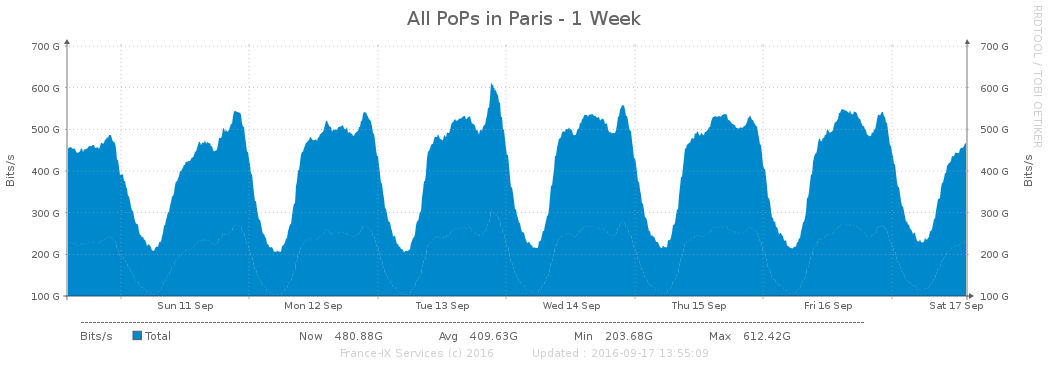 All PoPs in Paris - 1 Week
RRDTOOL / TOBI OETIKER
700 G 700 G
600 G 600 G
500 G 500 G
400 G 400 G
300 G 300 G
200 G 200 G
100 G 100 G
Bits/s Bits/s
Sun 11 Sep Mon 12 Sep Tue 13 Sep Wed 14 Sep Thu 15 Sep Fri 16 Sep Sat 17 Sep
Bits/s Total Now 480.88G Avg 409.63G Min 203.68G Max 612.42G
France-IX Services (c) 2016 Updated : 2016-09-17 13:55:09